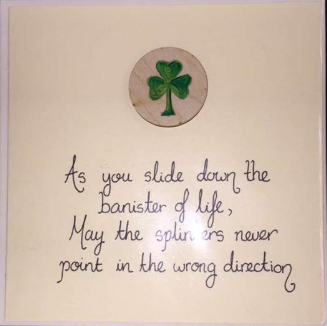 As you slide down the
banister of life,
May the splinters never
point in the wrong direction